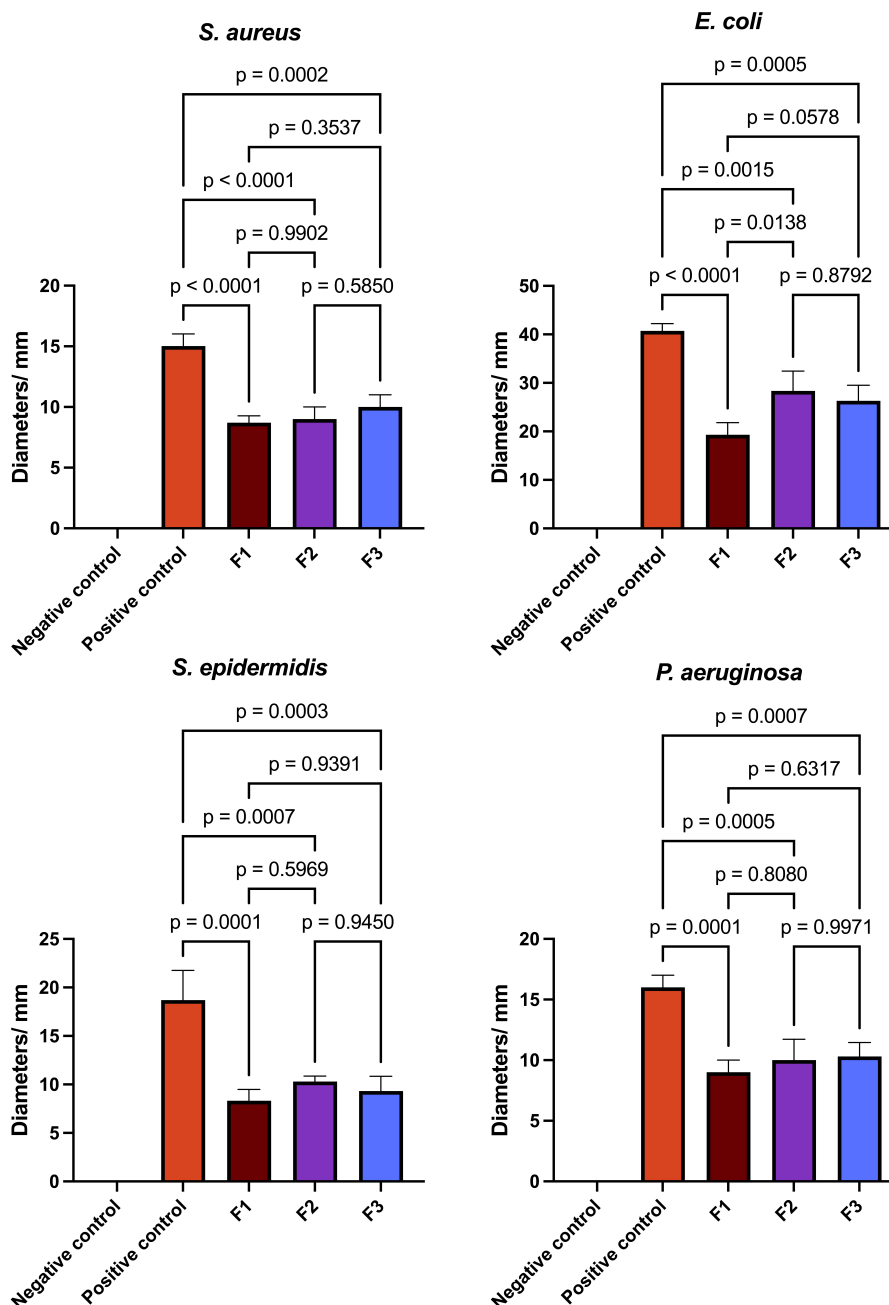 S. aureus
p = 0.0002
p = 0.3537
p < 0.0001
p = 0.9902
p < 0.0001
p = 0.5850
Diameters/ mm
20
15
10
5
0
Negative control
Positive control
F1
F2
F3
E. coli
p = 0.0005
p = 0.0578
p = 0.0015
p = 0.0138
p < 0.0001
p = 0.8792
Diameters/ mm
50
40
30
20
10
0
Negative control
Positive control
F1
F2
F3
S. epidermidis
p = 0.0003
p = 0.9391
p = 0.0007
p = 0.5969
p = 0.0001
p = 0.9450
Diameters/ mm
25
20
15
10
5
0
Negative control
Positive control
F1
F2
F3
P. aeruginosa
p = 0.0007
p = 0.6317
p = 0.0005
p = 0.8080
p = 0.0001
p = 0.9971
Diameters/ mm
20
15
10
5
0
Negative control
Positive control
F1
F2
F3